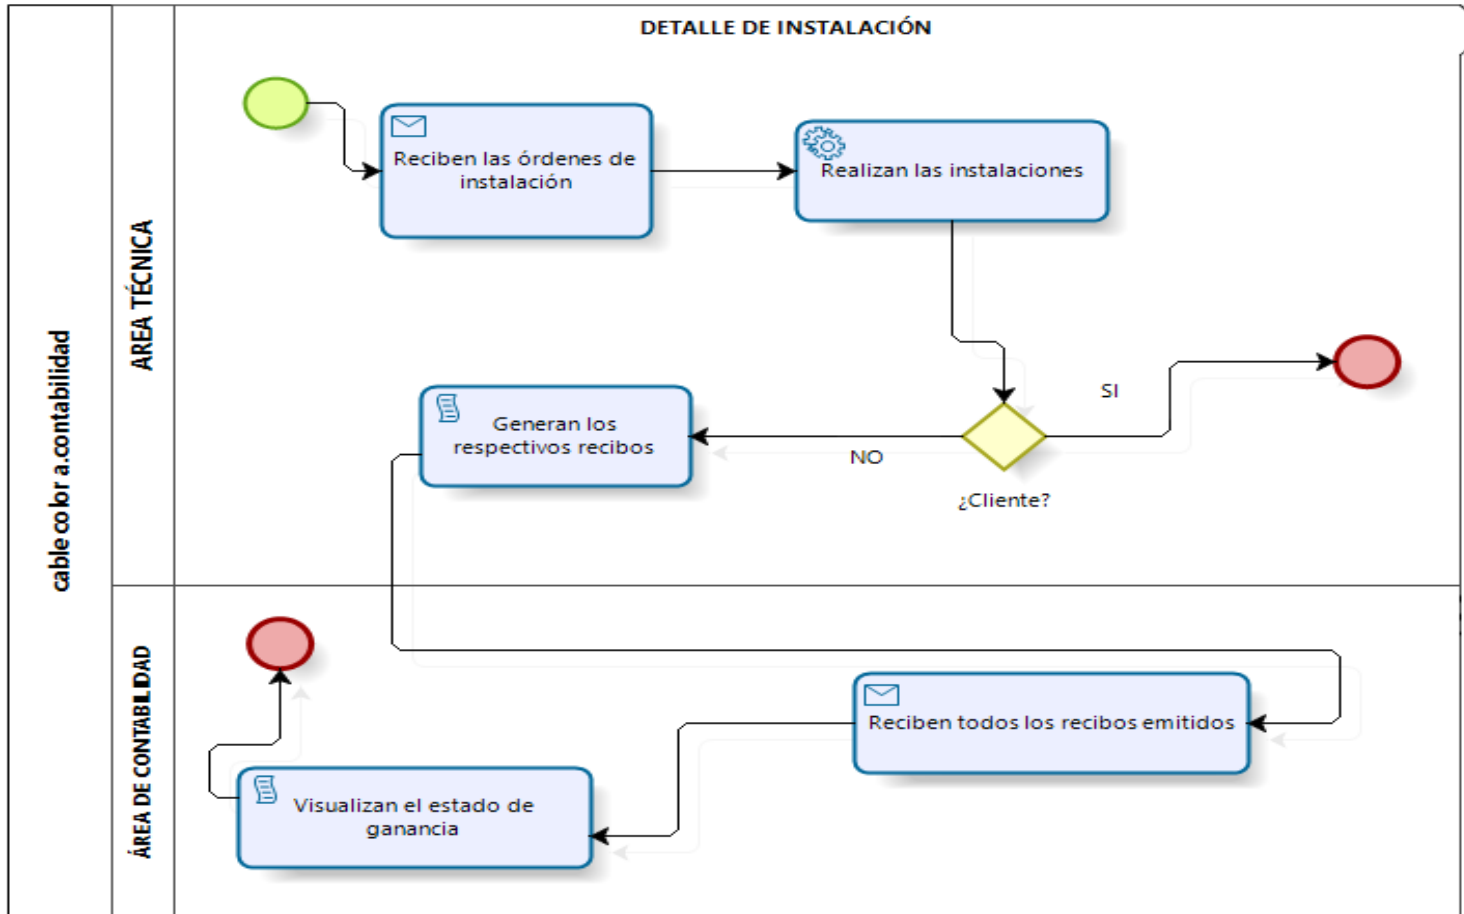 DETALLE DE INSTALACIÓN
cable color a.contabilidad
AREA TÉCNICA
Reciben las órdenes de
instalación
Realizan las instalaciones
SI
Generan los
respectivos recibos
NO
¿Cliente?
ÁREA DE CONTABILIDAD
Reciben todos los recibos emitidos
Visualizan el estado de
ganancia